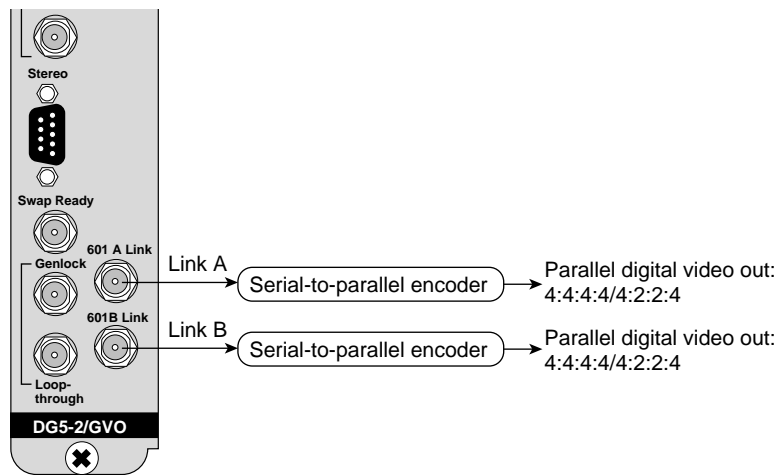 Stereo
Swap Ready
601 A Link
Genlock
601B Link
Loop-
through
DG5-2/GVO
Link A
Serial-to-parallel encoder
Parallel digital video out:
4:4:4:4/4:2:2:4
Link B
Serial-to-parallel encoder
Parallel digital video out:
4:4:4:4/4:2:2:4